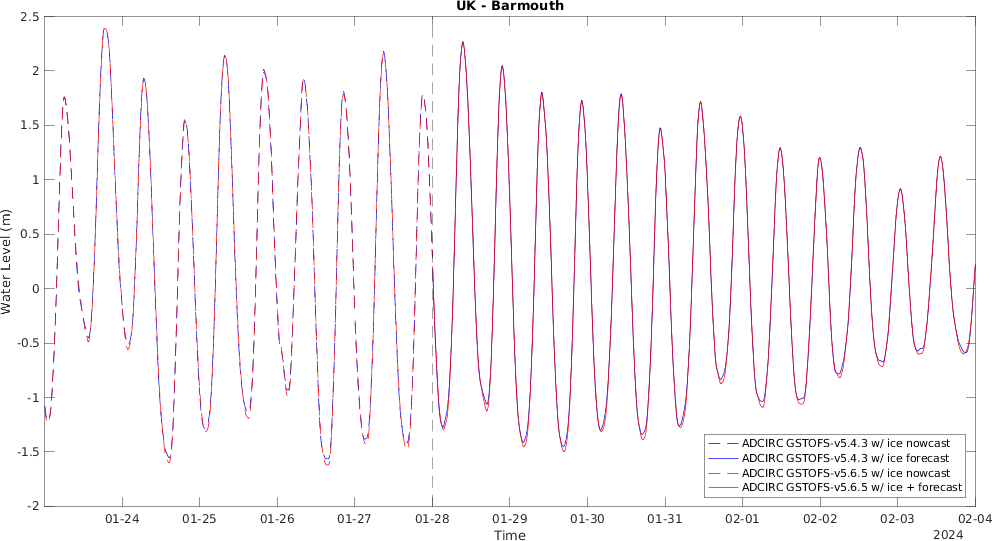 UK - Barmouth
2.5
2
1.5
1
0.5
0
-0.5
-1
-1.5
-2
Water Level (m)
ADCIRC GSTOFS-v5.4.3 w/ ice nowcast
ADCIRC GSTOFS-v5.4.3 w/ ice forecast
ADCIRC GSTOFS-v5.6.5 w/ ice nowcast
ADCIRC GSTOFS-v5.6.5 w/ ice + forecast
01-24 01-25 01-26 01-27 01-28 01-29 01-30 01-31 02-01 02-02 02-03 02-04
Time
2024